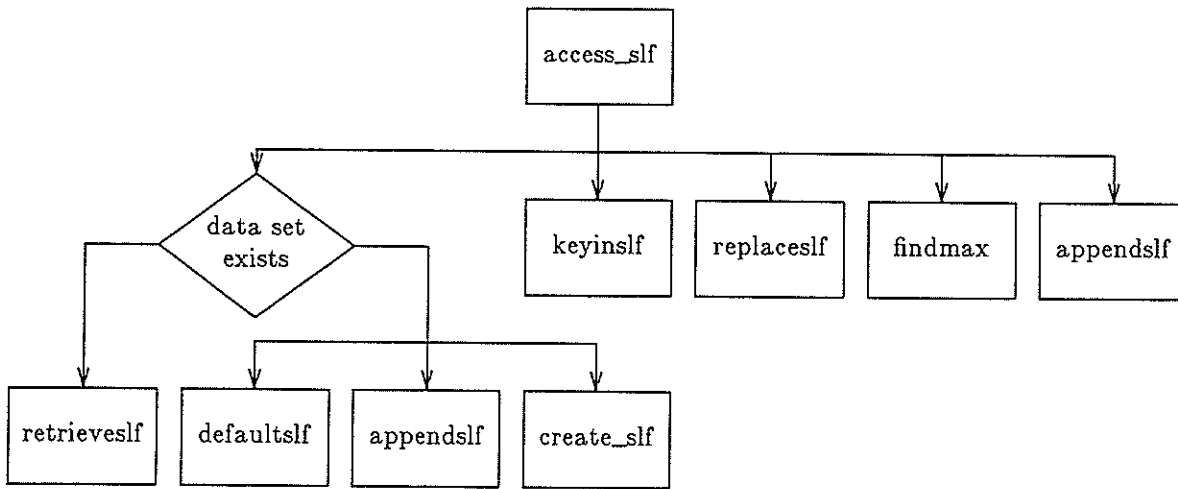 access_slf
data set
exists
keyinslf
replaceslf
findmax
appendslf
retrieveslf
defaultslf
appendslf
create_slf